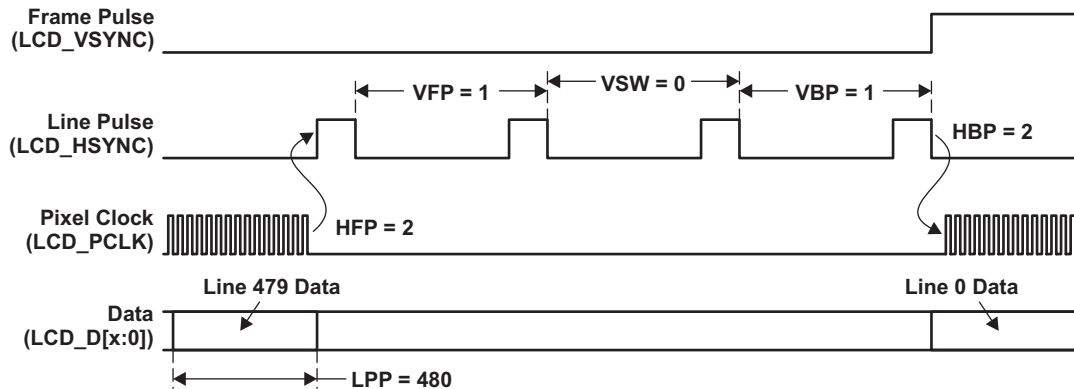 Frame Pulse
(LCD_VSYNC)
VFP = 1
VSW = 0
VBP = 1
Line Pulse
(LCD_HSYNC)
HBP = 2
Pixel Clock
(LCD_PCLK)
HFP = 2
Line 479 Data
Line 0 Data
Data
(LCD_D[x:0])
LPP = 480